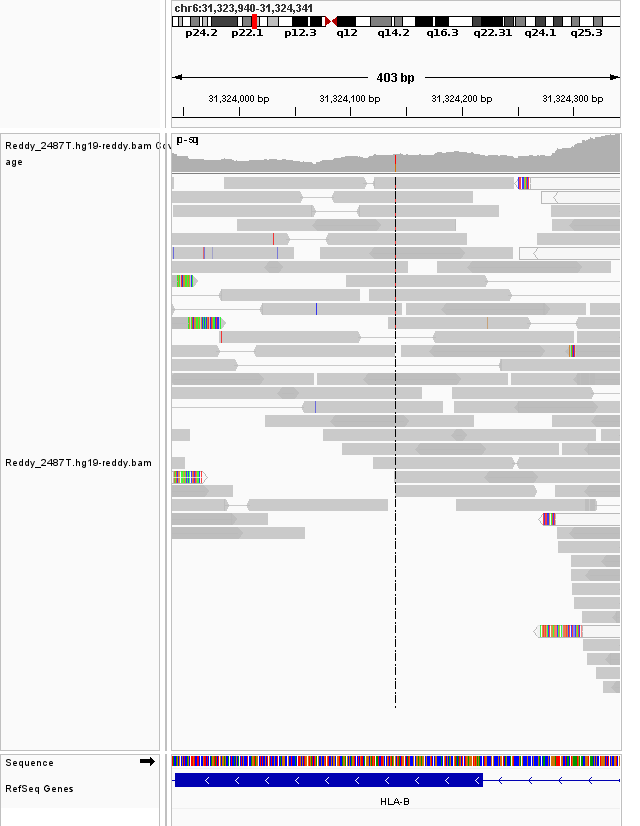 chr6:31,323,940-31,324,341
p24.2 p22.1 p12.3 q12 q14.2 q16.3 q22.31 q24.1 q25.3
403 bp
31,324,000 bp 31,324,100 bp 31,324,200 bp 31,324,300 bp
Reddy_2487T.hg19-reddy.bam Cov
age
Reddy_2487T.hg19-reddy.bam
Sequence
RefSeq Genes
HLA-B